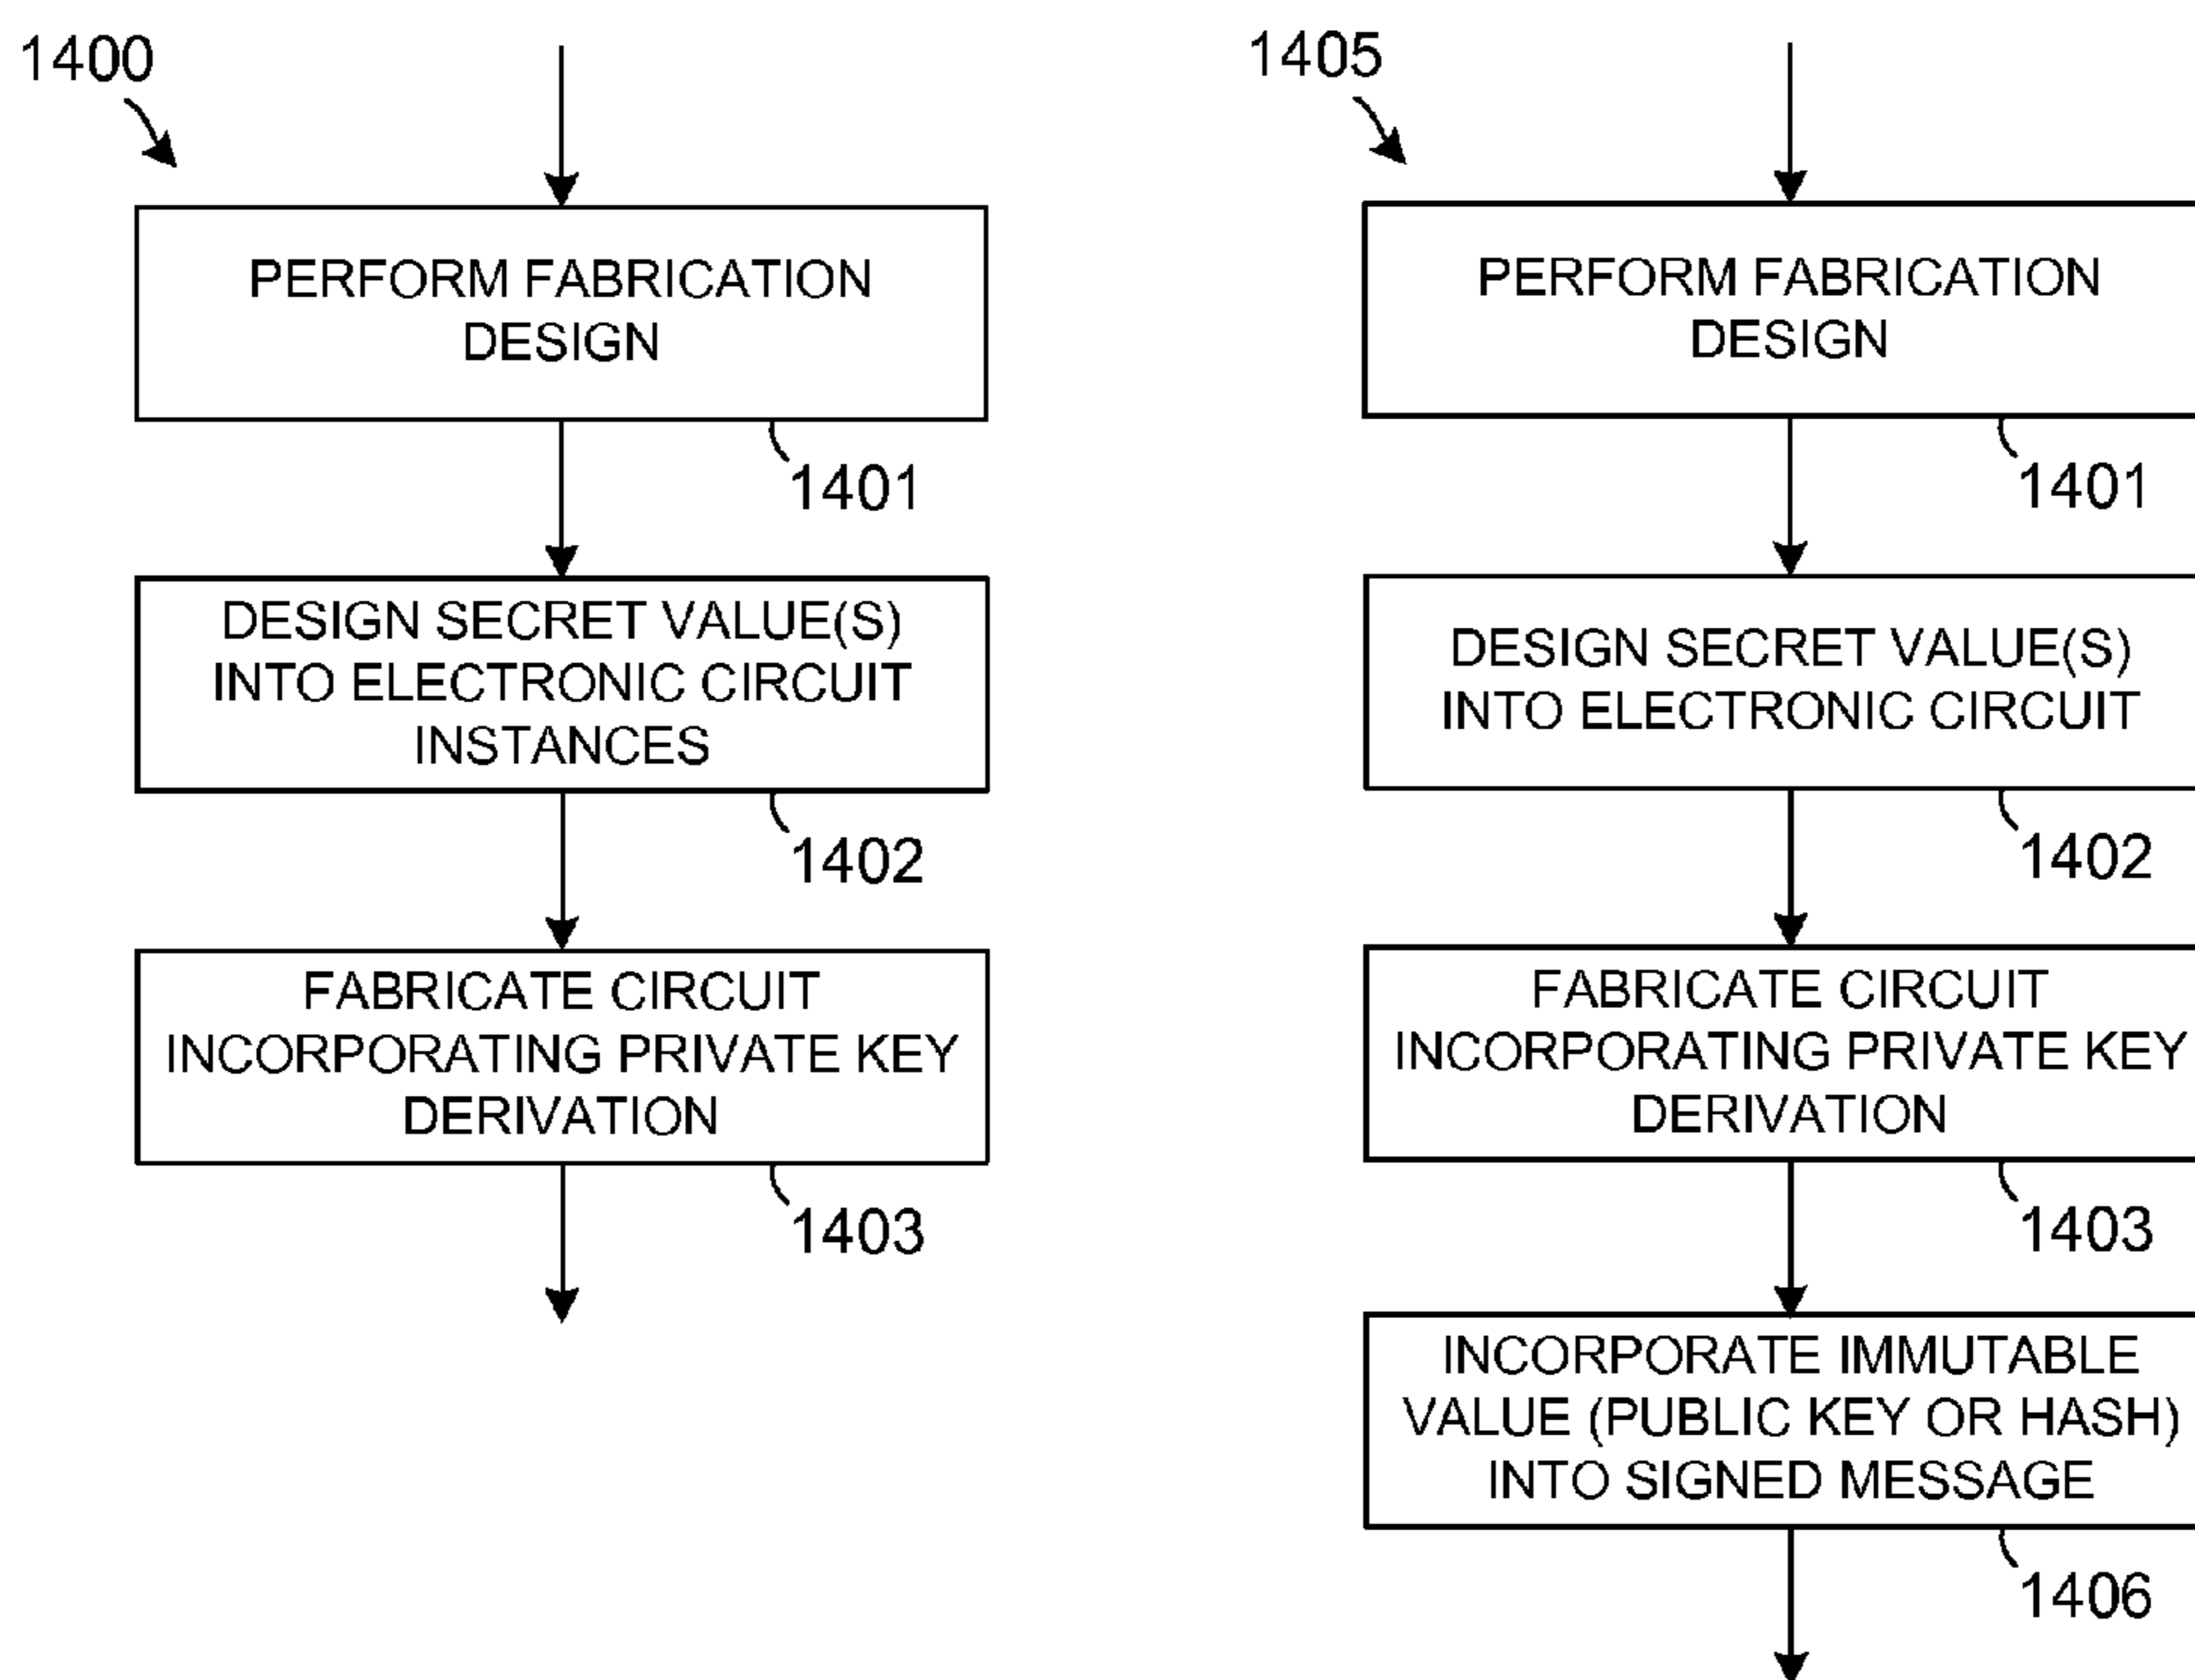 1400
PERFORM FABRICATION
DESIGN
1401
DESIGN SECRET VALUE(S)
INTO ELECTRONIC CIRCUIT
INSTANCES
1402
FABRICATE CIRCUIT
INCORPORATING PRIVATE KEY
DERIVATION
1403
1405
PERFORM FABRICATION
DESIGN
1401
DESIGN SECRET VALUE(S)
INTO ELECTRONIC CIRCUIT
1402
FABRICATE CIRCUIT
INCORPORATING PRIVATE KEY
DERIVATION
1403
INCORPORATE IMMUTABLE
VALUE (PUBLIC KEY OR HASH)
INTO SIGNED MESSAGE
1406